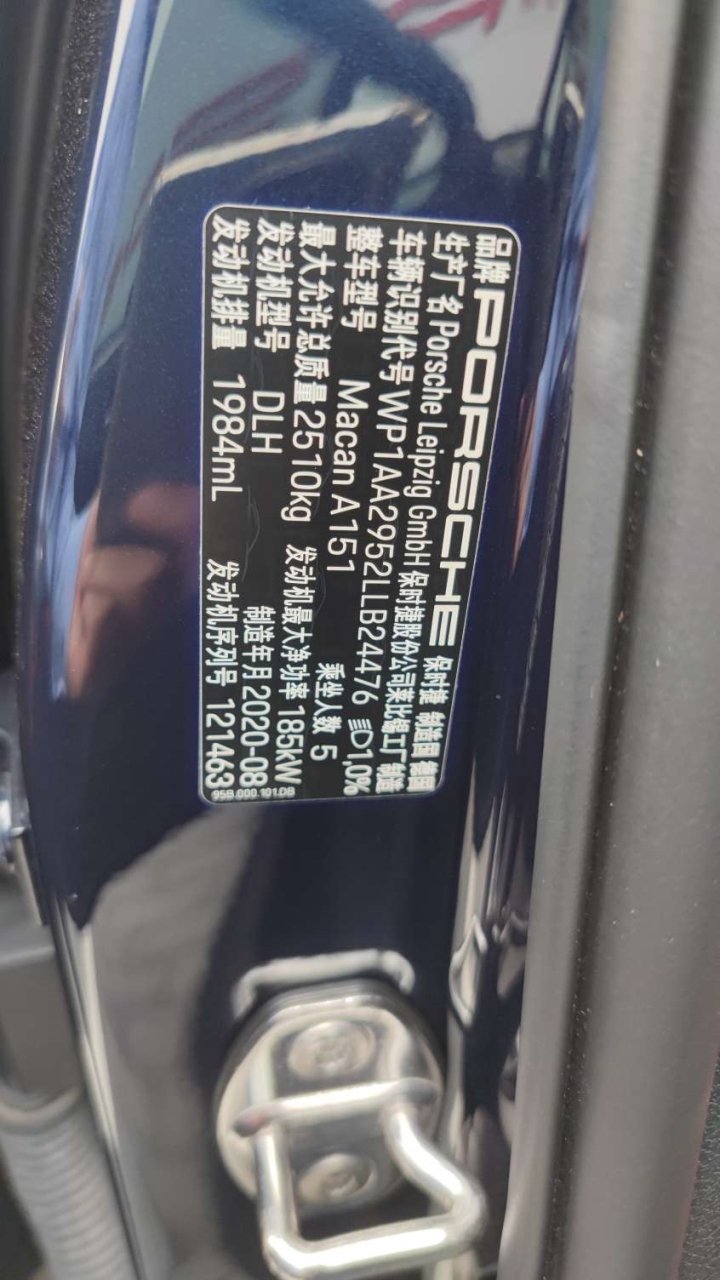 品牌 PORSCHE 保时捷 制造国 德国
生产厂名 Porsche Leipzig GmbH 保时捷股份公司莱比锡工厂 制造
车辆识别代号 WP1AA2952LLB24476 1,0%
整车型号 Macan A151 乘坐人数 5
最大允许总质量 2510kg 发动机最大净功率 185kW
发动机型号 DLH 制造年月 2020-08
发动机排量 1984mL 发动机序列号 121463
95B.000.101.DB